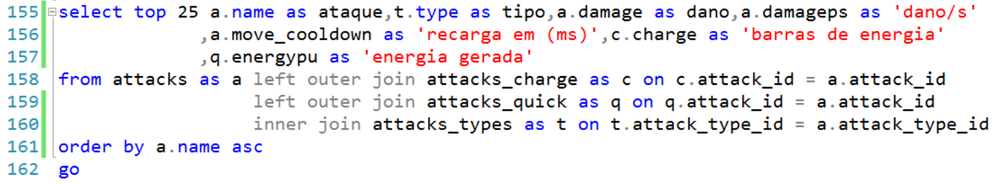 155 select top 25 a.name as ataque,t.type as tipo,a.damage as dano,a.damageps as 'dano/s'
156 ,a.move_cooldown as 'recarga em (ms)',c.charge as 'barras de energia'
157 ,q.energypu as 'energia gerada'
158 from attacks as a left outer join attacks_charge as c on c.attack_id = a.attack_id
159 left outer join attacks_quick as q on q.attack_id = a.attack_id
160 inner join attacks_types as t on t.attack_type_id = a.attack_type_id
161 order by a.name asc
162 go